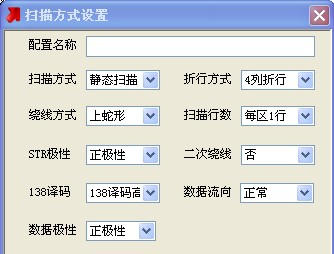 扫描方式设置
配置名称
扫描方式 静态扫描 折行方式 4列折行
绕线方式 上蛇形 扫描行数 每区1行
STR极性 正极性 二次绕线 否
138译码 138译码高 数据流向 正常
数据极性 正极性